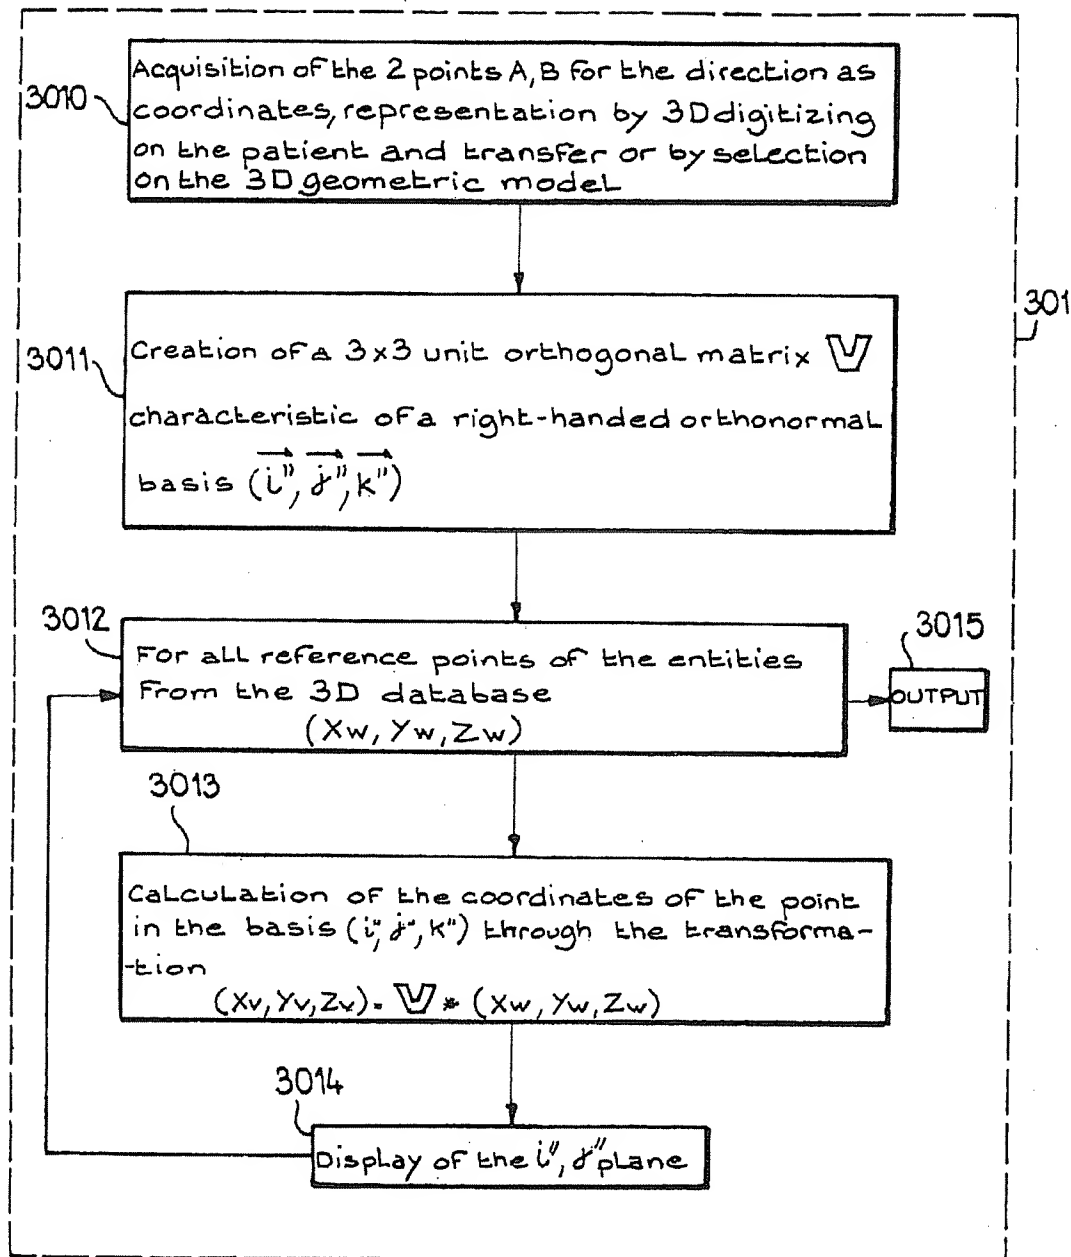 Acquisition of the 2 points A, B for the direction as
coordinates, representation by 3D digitizing
on the patient and transfer or by selection
on the 3D geometric model
3010
301
3011
Creation of a 3x3 unit orthogonal matrix V
characteristic of a right-handed orthonormal
basis (i", j", k")
3012
3015
For all reference points of the entities
From the 3D database
(Xw, Yw, Zw)
OUTPUT
3013
Calculation of the coordinates of the point
in the basis (i", j", k") through the transforma-
-tion
(Xv, Yv, Zv) = V * (Xw, Yw, Zw)
3014
Display of the i", j" plane